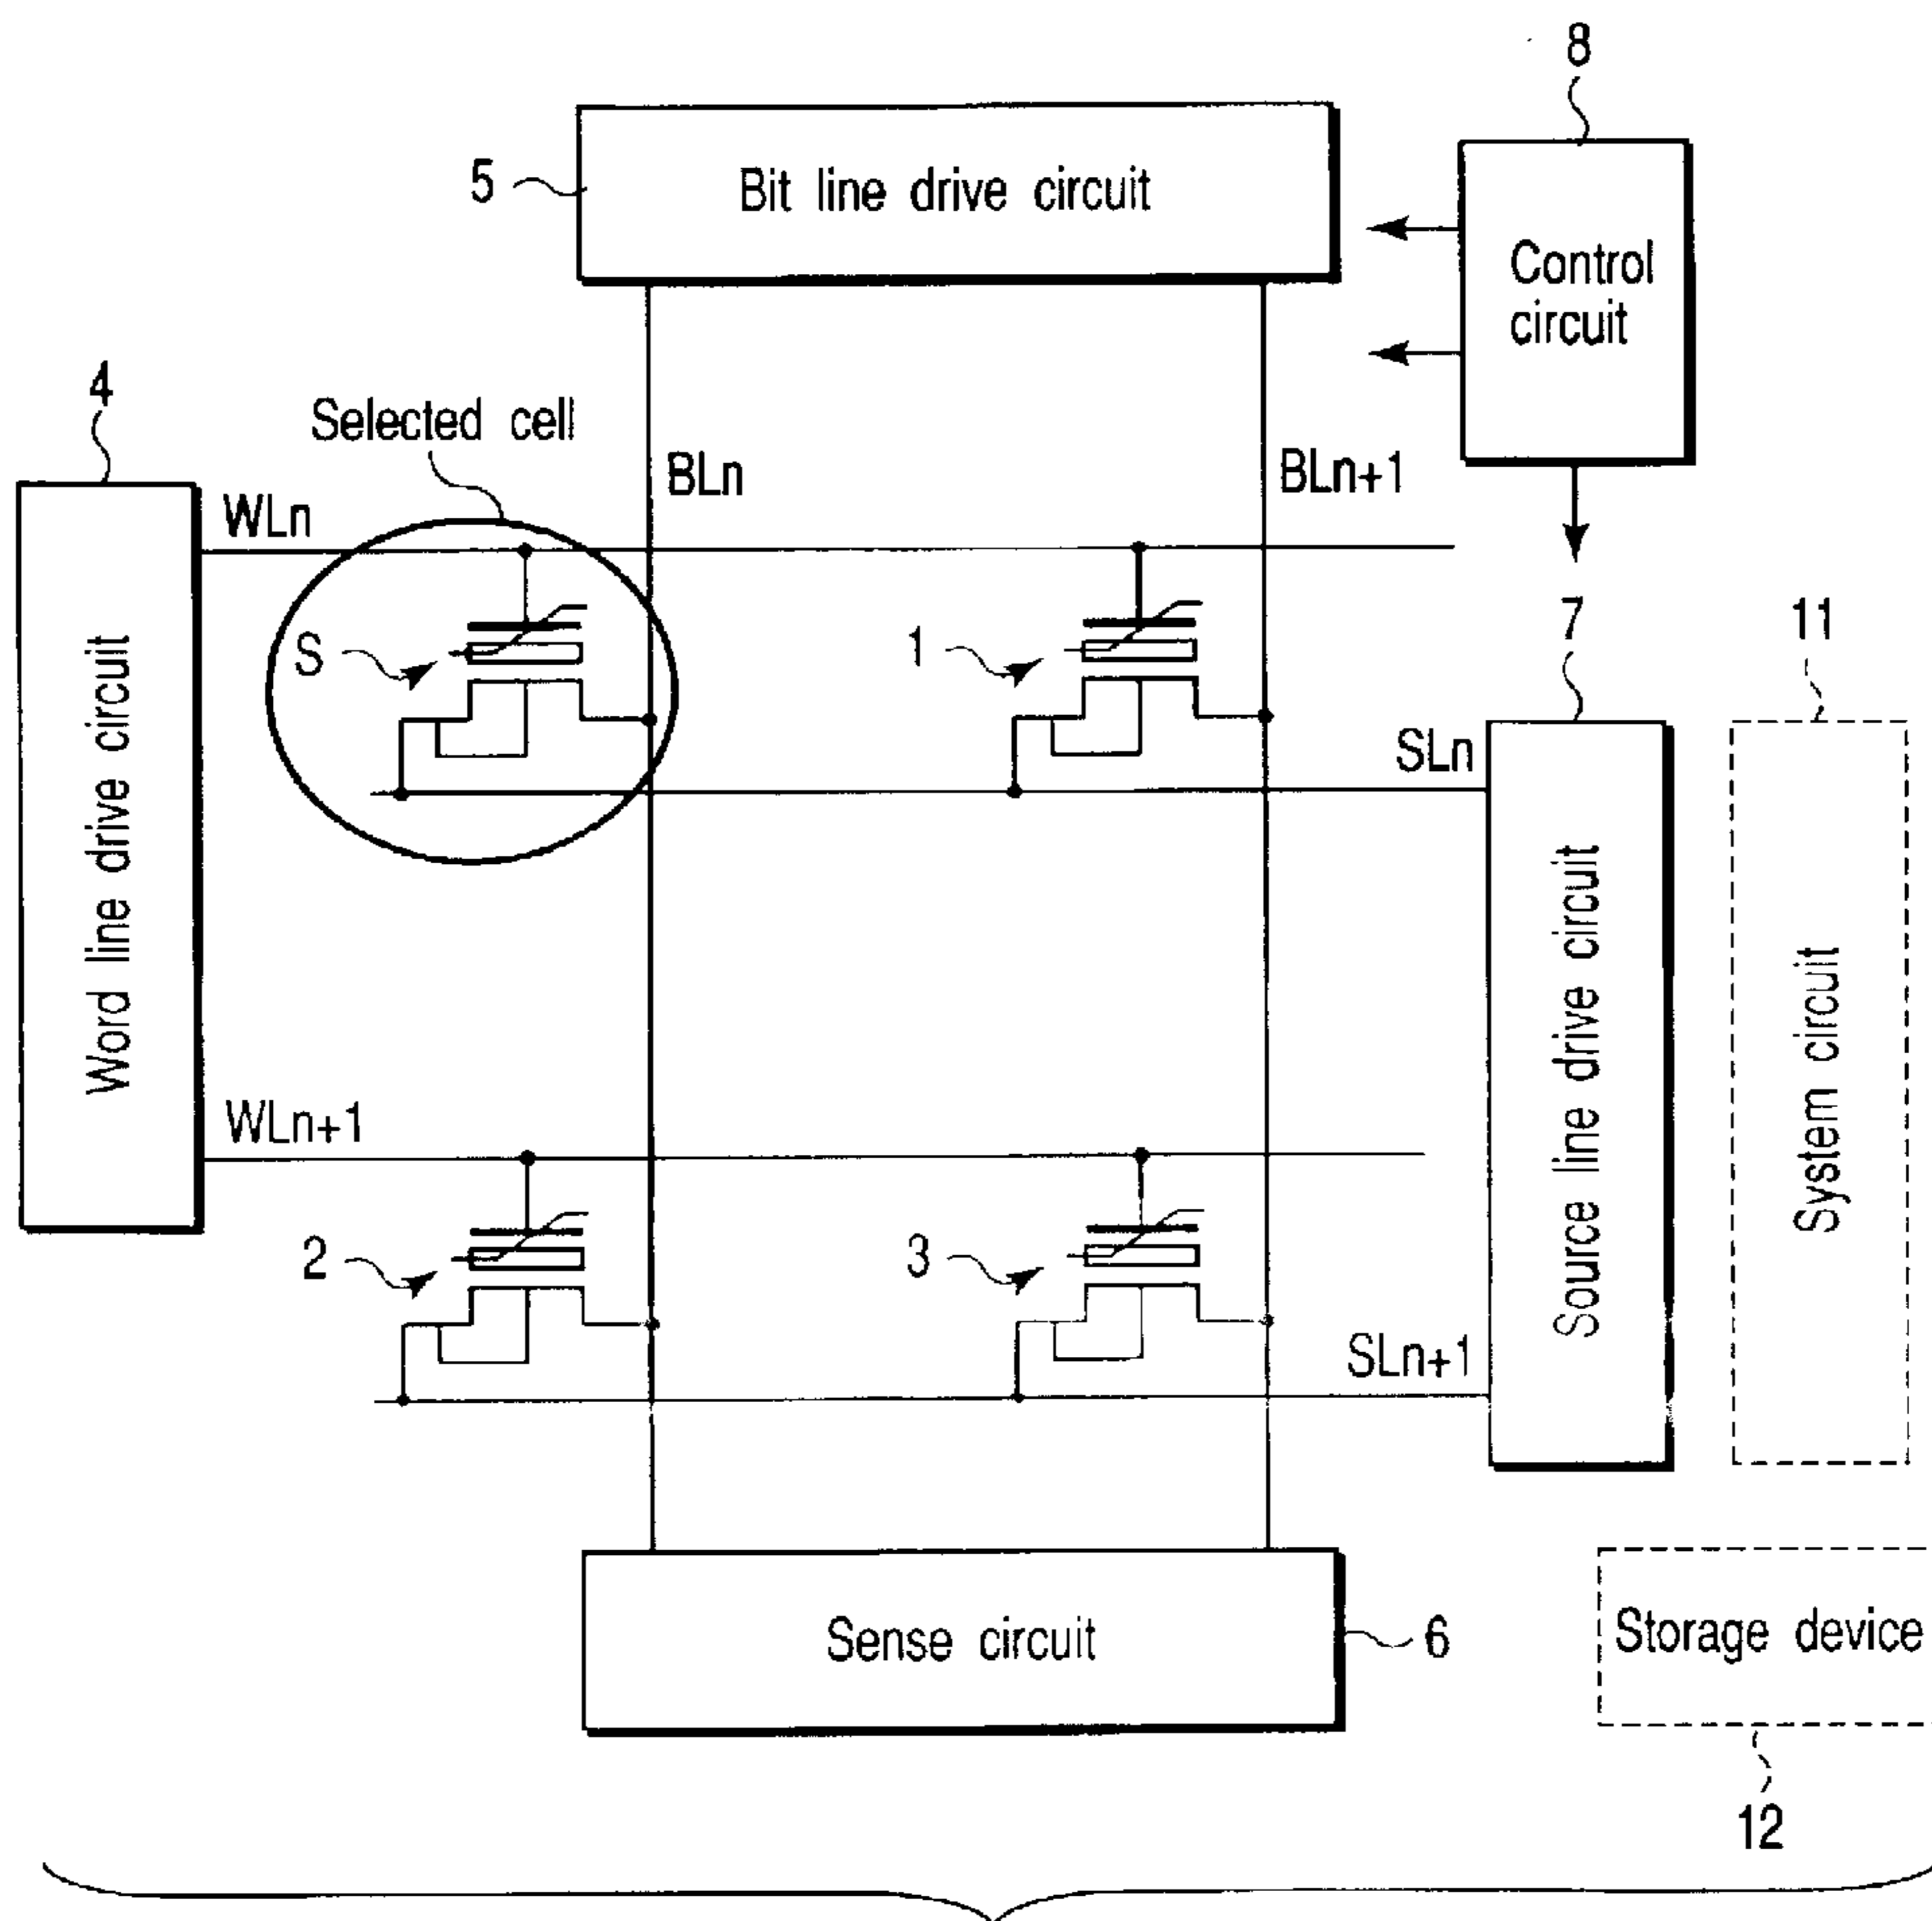 8
5
Bit line drive circuit
Control
circuit
4
Selected cell
WLn
BLn
BLn+1
S
1
7
11
SLn
Word line drive circuit
Source line drive circuit
System circuit
WLn+1
2
3
SLn+1
Sense circuit
6
Storage device
12